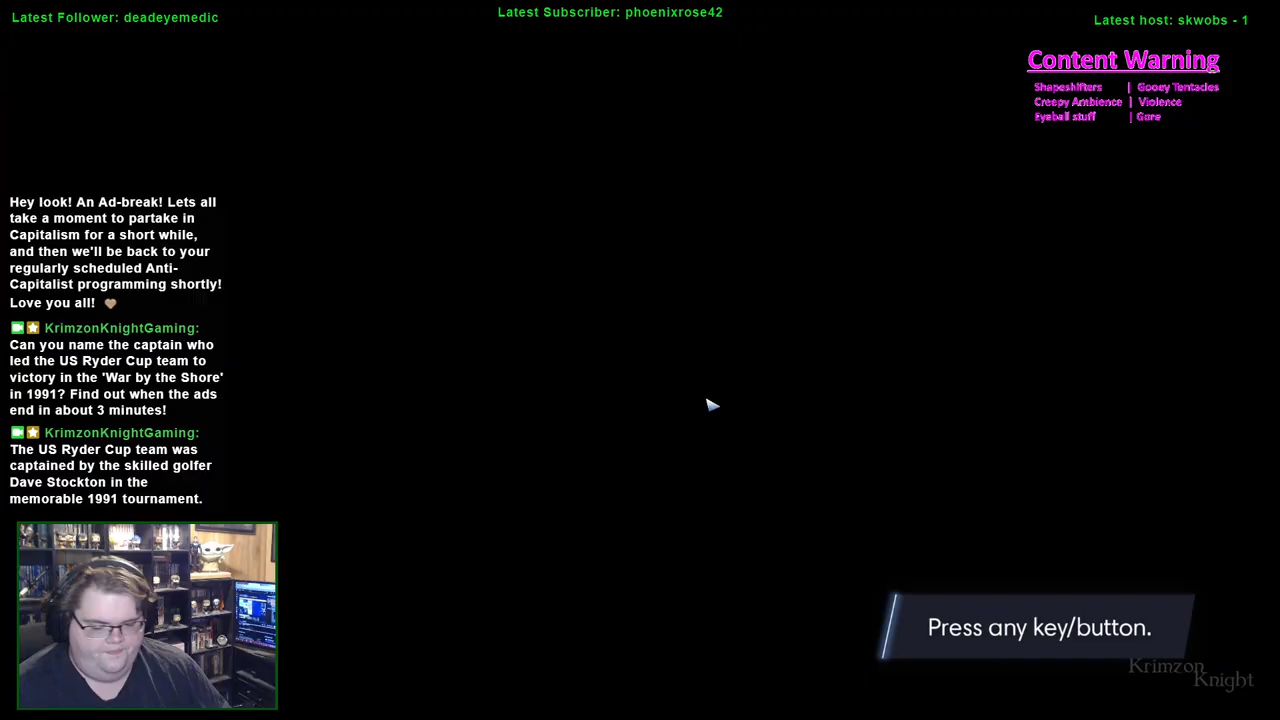 Latest Follower: deadeyemedic
Latest Subscriber: phoenixrose42
Latest host: skwobs - 1
Content Warning
Shapeshifters | Gooey Tentacles
Creepy Ambience | Violence
Eyeball stuff | Gore
Hey look! An Ad-break! Lets all
take a moment to partake in
Capitalism for a short while,
and then we'll be back to your
regularly scheduled Anti-
Capitalist programming shortly!
Love you all!
KrimzonKnightGaming:
Can you name the captain who
led the US Ryder Cup team to
victory in the 'War by the Shore'
in 1991? Find out when the ads
end in about 3 minutes!
KrimzonKnightGaming:
The US Ryder Cup team was
captained by the skilled golfer
Dave Stockton in the
memorable 1991 tournament.
Press any key/button.
Krimzon
Knight